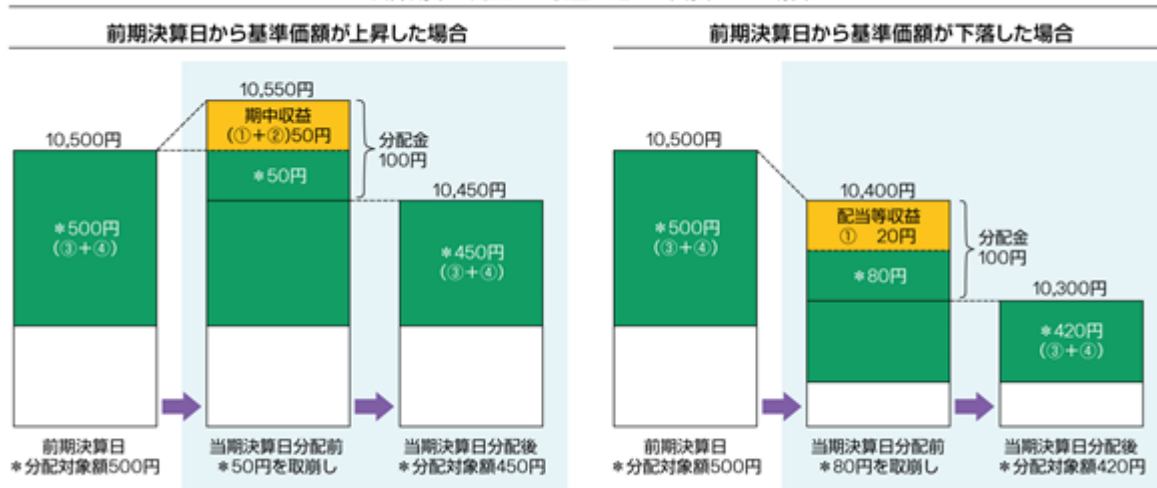 前期決算日から基準価額が上昇した場合
10,550円
期中収益
(①+②)50円
10,500円
分配金
100円
*50円
10,450円
*500円
(③+④)
*450円
(③+④)
前期決算日
*分配対象額500円
当期決算日分配前
*50円を取崩し
当期決算日分配後
*分配対象額450円
前期決算日から基準価額が下落した場合
10,500円
10,400円
配当等収益
① 20円
分配金
100円
*500円
(③+④)
*80円
10,300円
*420円
(③+④)
前期決算日
*分配対象額500円
当期決算日分配前
*80円を取崩し
当期決算日分配後
*分配対象額420円